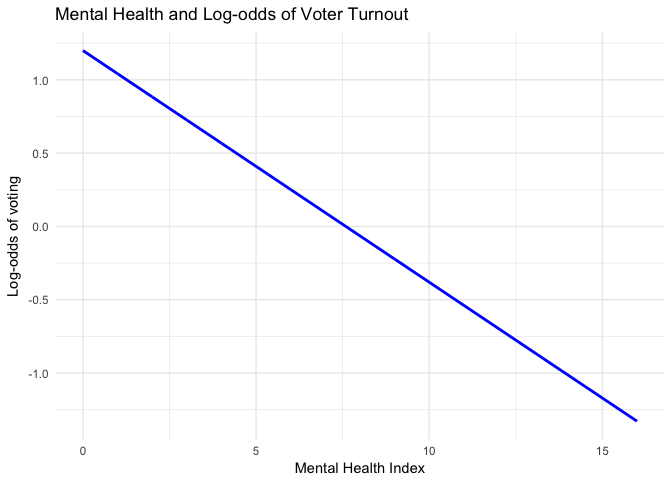 Mental Health and Log-odds of Voter Turnout
1.0
0.5
0.0
-0.5
-1.0
Log-odds of voting
0 5 10 15
Mental Health Index